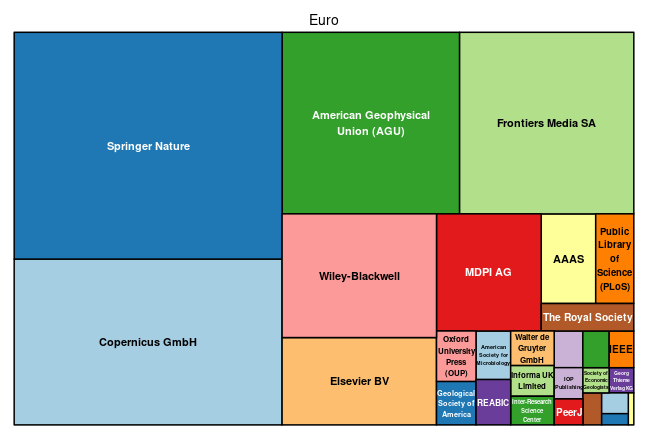 Euro
Springer Nature
Copernicus GmbH
American Geophysical
Union (AGU)
Frontiers Media SA
Wiley-Blackwell
Elsevier BV
MDPI AG
AAAS
Public
Library
of
Science
(PLoS)
The Royal Society
Oxford
University
Press
(OUP)
American
Society for
Microbiology
Walter de
Gruyter
GmbH
IEEE
Geological
Society of
America
REABIC
Informa UK
Limited
Inter-Research
Science
Center
IOP
Publishing
PeerJ
Society of
Economic
Geologists
Georg
Thieme
Verlag KG